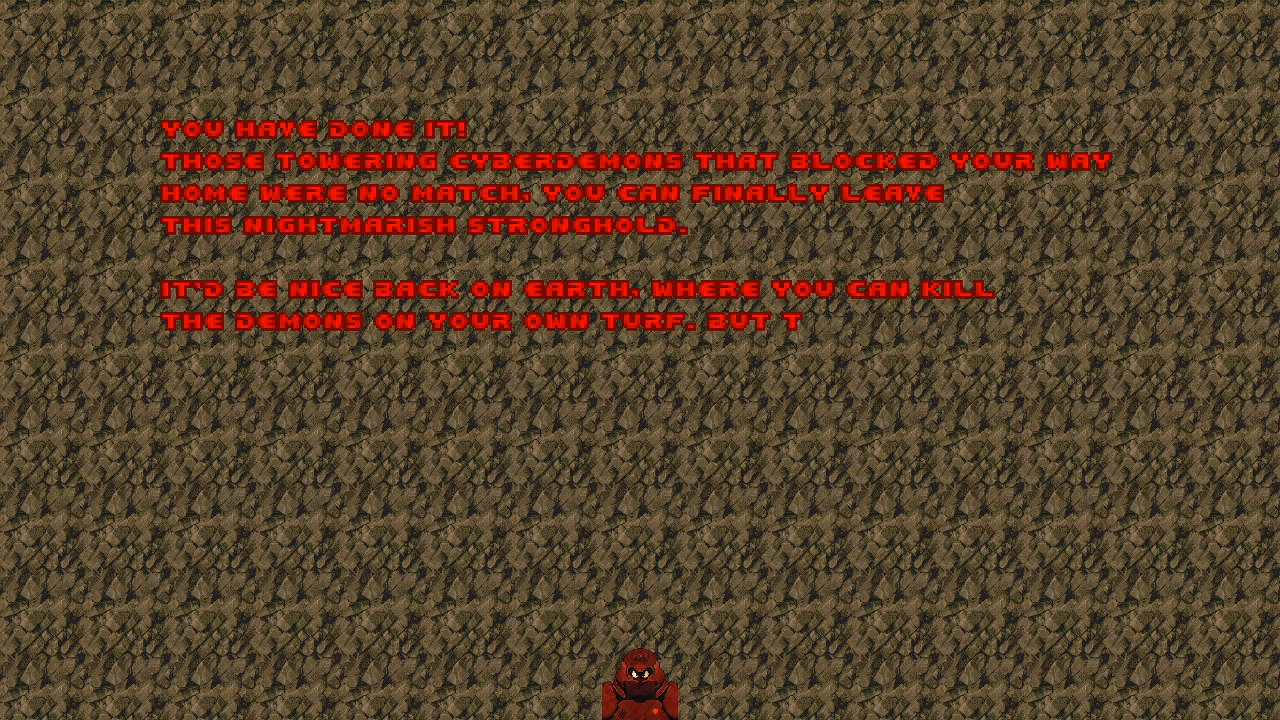 YOU HAVE DONE IT!
THOSE TOWERING CYBERDEMONS THAT BLOCKED YOUR WAY
HOME WERE NO MATCH, YOU CAN FINALLY LEAVE
THIS NIGHTMARISH STRONGHOLD.
IT'D BE NICE BACK ON EARTH, WHERE YOU CAN KILL
THE DEMONS ON YOUR OWN TURF. BUT T